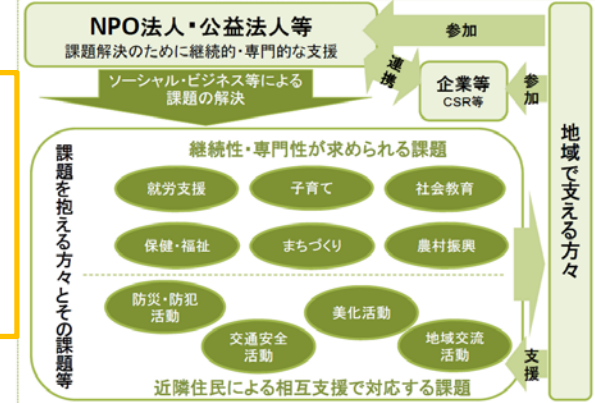 NPO法人・公益法人等
課題解決のために継続的・専門的な支援
参加
連携
企業等
CSR等
参加
ソーシャル・ビジネス等による
課題の解決
地域で支える方々
課題を抱える方々とその課題等
継続性・専門性が求められる課題
就労支援
子育て
社会教育
保健・福祉
まちづくり
農村振興
防災・防犯
活動
美化活動
交通安全
活動
地域交流
活動
支援
近隣住民による相互支援で対応する課題